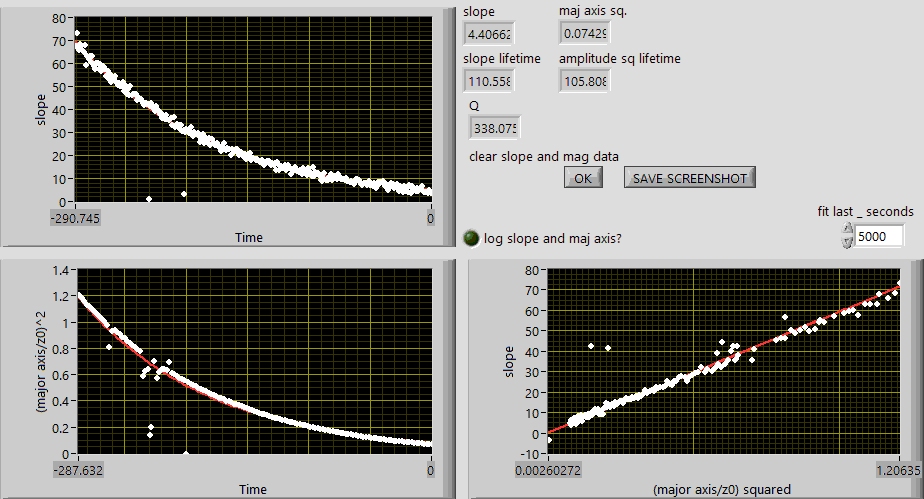 slope
maj axis sq.
4.40662
0.07429
slope lifetime
amplitude sq lifetime
110.558
105.808
Q
338.075
clear slope and mag data
OK
SAVE SCREENSHOT
fit last _ seconds
5000
log slope and maj axis?
80
70
60
50
40
30
20
10
0
slope
-290.745
0
Time
1.4
1.2
1
0.8
0.6
0.4
0.2
0
(major axis/z0)^2
-287.632
0
Time
80
70
60
50
40
30
20
10
0
-10
slope
0.00260272
1.20635
(major axis/z0) squared